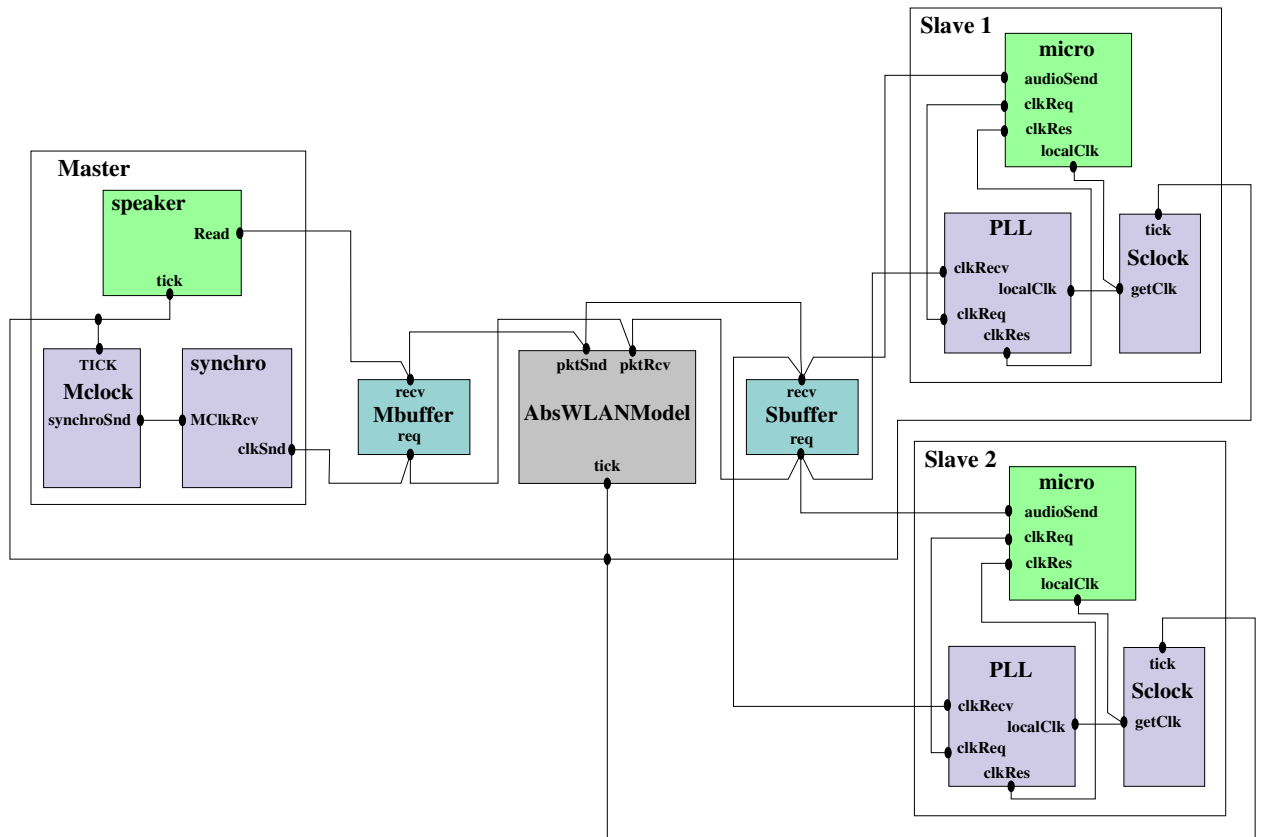 Slave 1
micro
audioSend
clkReq
clkRes
localClk
PLL
clkRecv
localClk
clkReq
clkRes
tick
Sclock
getClk
Master
speaker
Read
tick
TICK
Mclock
synchroSnd
synchro
MClkRcv
clkSnd
recv
Mbuffer
req
pktSnd pktRcv
AbsWLANModel
tick
recv
Sbuffer
req
Slave 2
micro
audioSend
clkReq
clkRes
localClk
PLL
clkRecv
localClk
clkReq
clkRes
tick
Sclock
getClk